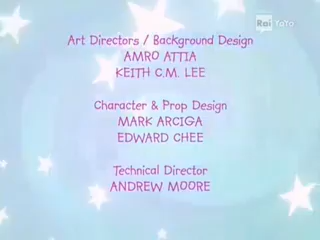 Rai YoYo
Art Directors / Background Design
AMRO ATTIA
KEITH C.M. LEE
Character & Prop Design
MARK ARCIGA
EDWARD CHEE
Technical Director
ANDREW MOORE